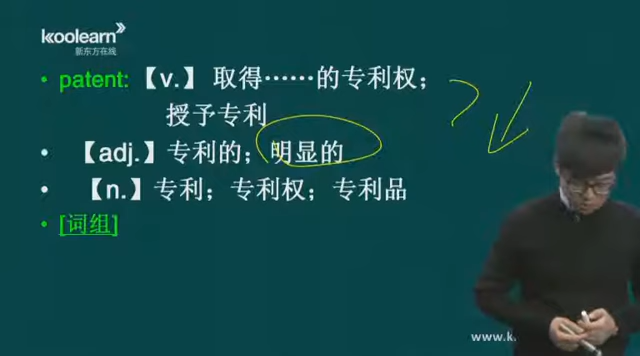 koolearn
新东方在线
• patent: 【v.】 取得……的专利权；
授予专利
• 【adj.】专利的；明显的
• 【n.】专利；专利权；专利品
• [词组]
www.k